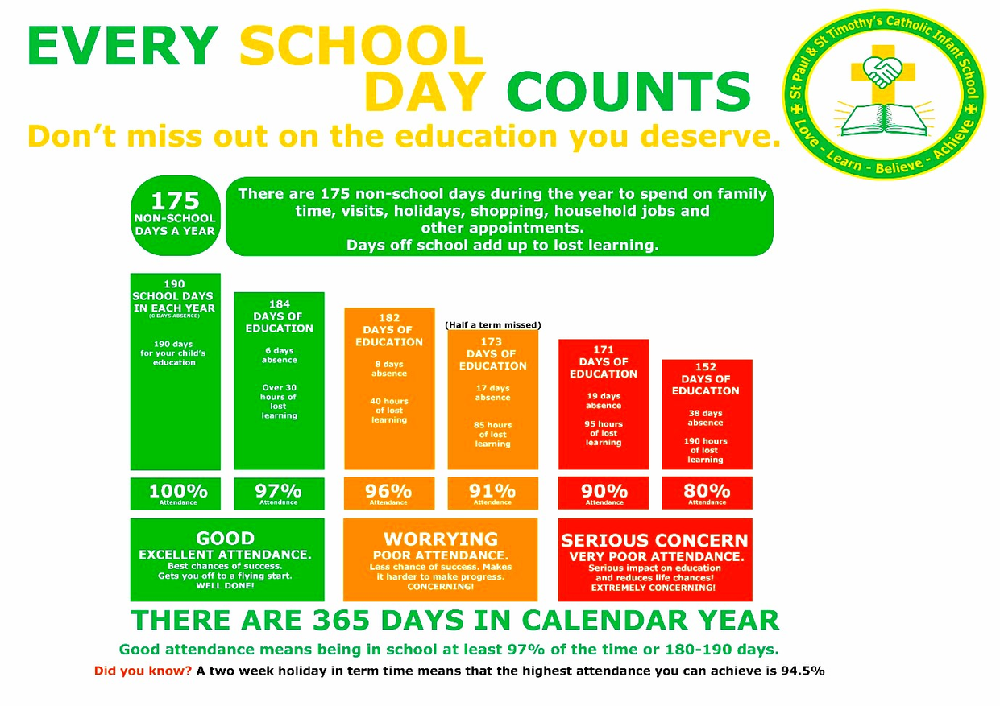 EVERY SCHOOL
DAY COUNTS
Don't miss out on the education you deserve.
St Paul & St Timothy's Catholic Infant School
Love - Learn - Believe - Achieve
175
NON-SCHOOL
DAYS A YEAR
There are 175 non-school days during the year to spend on family
time, visits, holidays, shopping, household jobs and
other appointments.
Days off school add up to lost learning.
190
SCHOOL DAYS
IN EACH YEAR
(0 DAYS ABSENCE)
190 days
for your child's
education
184
DAYS OF
EDUCATION
6 days
absence
Over 30
hours of
lost
learning
182
DAYS OF
EDUCATION
8 days
absence
40 hours
of lost
learning
(Half a term missed)
173
DAYS OF
EDUCATION
17 days
absence
85 hours
of lost
learning
171
DAYS OF
EDUCATION
19 days
absence
95 hours
of lost
learning
152
DAYS OF
EDUCATION
38 days
absence
190 hours
of lost
learning
100%
Attendance
97%
Attendance
96%
Attendance
91%
Attendance
90%
Attendance
80%
Attendance
GOOD
EXCELLENT ATTENDANCE.
Best chances of success.
Gets you off to a flying start.
WELL DONE!
WORRYING
POOR ATTENDANCE.
Less chance of success. Makes
it harder to make progress.
CONCERNING!
SERIOUS CONCERN
VERY POOR ATTENDANCE.
Serious impact on education
and reduces life chances!
EXTREMELY CONCERNING!
THERE ARE 365 DAYS IN CALENDAR YEAR
Good attendance means being in school at least 97% of the time or 180-190 days.
Did you know? A two week holiday in term time means that the highest attendance you can achieve is 94.5%